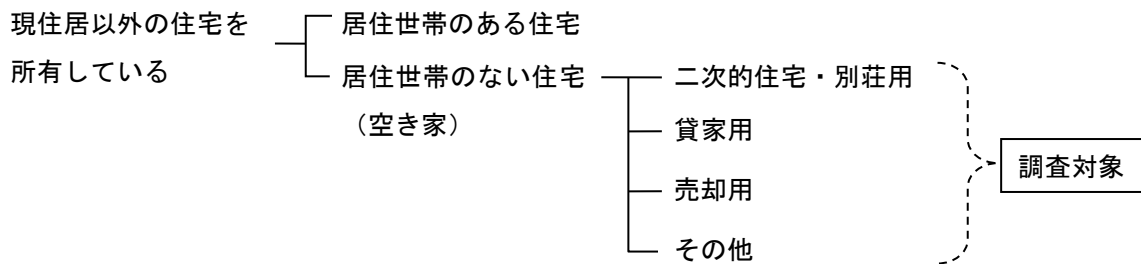 現住居以外の住宅を
所有している
居住世帯のある住宅
居住世帯のない住宅
（空き家）
二次的住宅・別荘用
貸家用
売却用
その他
調査対象